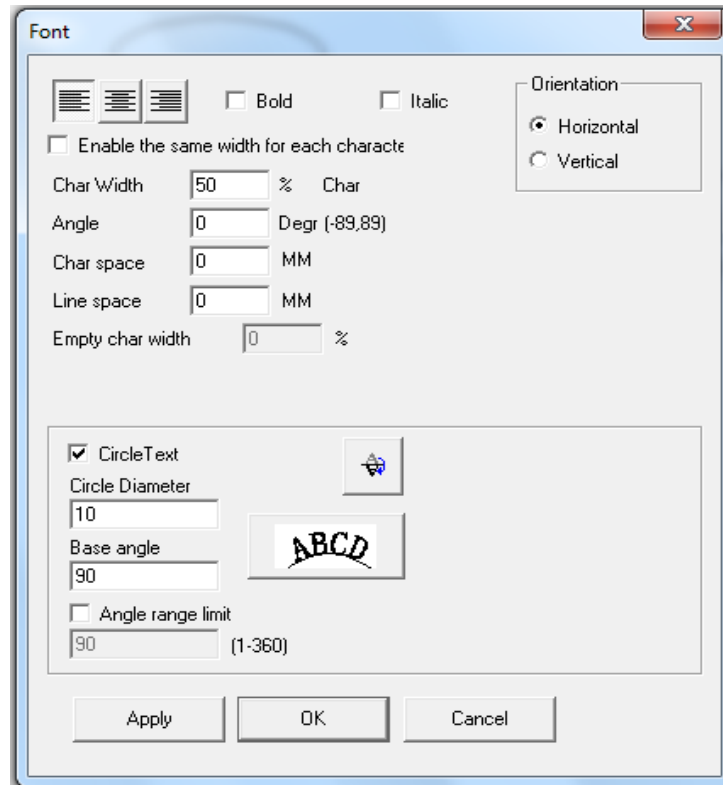 Font
Orientation
Bold Italic
Horizontal
Enable the same width for each characte
Vertical
Char Width 50 % Char
Angle 0 Degr (-89,89)
Char space 0 MM
Line space 0 MM
Empty char width 0 %
CircleText
Circle Diameter
10
ABCD
Base angle
90
Angle range limit
90 (1-360)
Apply OK Cancel